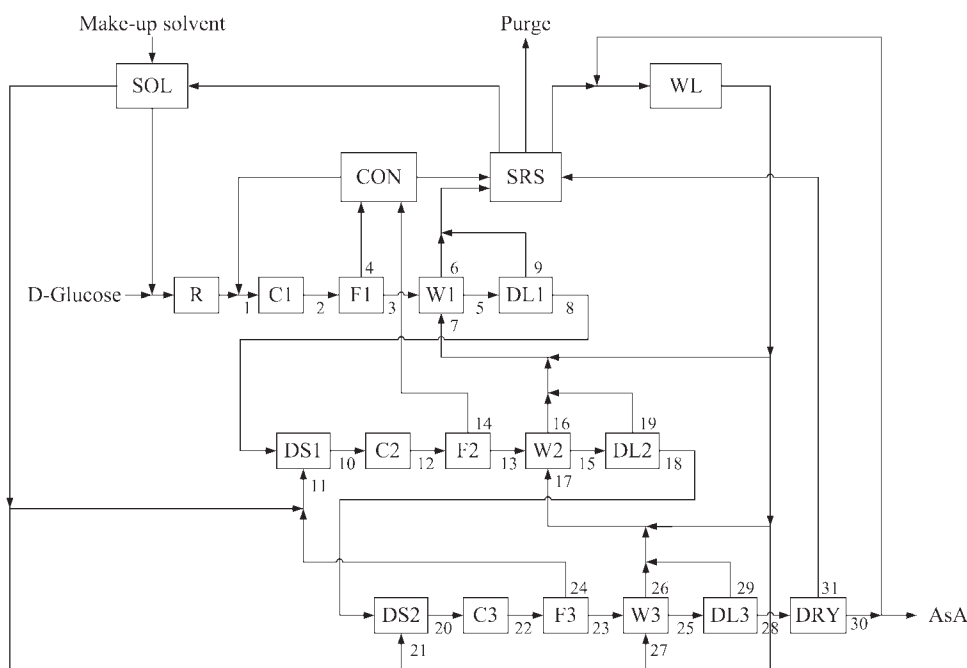 Make-up solvent
Purge
SOL
WL
CON
SRS
4
6
9
D-Glucose
R
1
C1
2
F1
3
W1
5
DL1
8
7
14
16
19
DS1
10
C2
12
F2
13
W2
15
DL2
18
11
17
24
26
29
31
DS2
20
C3
22
F3
23
W3
25
DL3
28
DRY
30
AsA
21
27